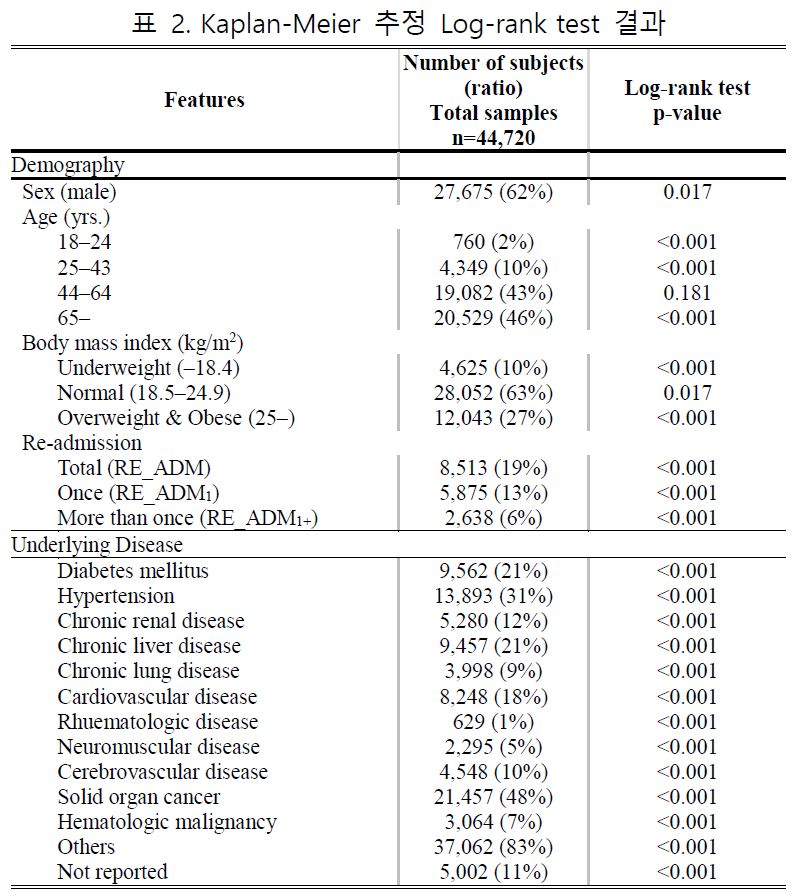 표 2. Kaplan-Meier 추정 Log-rank test 결과
Features
Number of subjects
(ratio)
Total samples
n=44,720
Log-rank test
p-value
Demography
Sex (male) 27,675 (62%) 0.017
Age (yrs.)
18–24 760 (2%) <0.001
25–43 4,349 (10%) <0.001
44–64 19,082 (43%) 0.181
65– 20,529 (46%) <0.001
Body mass index (kg/m²)
Underweight (–18.4) 4,625 (10%) <0.001
Normal (18.5–24.9) 28,052 (63%) 0.017
Overweight & Obese (25–) 12,043 (27%) <0.001
Re-admission
Total (RE_ADM) 8,513 (19%) <0.001
Once (RE_ADM₁) 5,875 (13%) <0.001
More than once (RE_ADM₁₊) 2,638 (6%) <0.001
Underlying Disease
Diabetes mellitus 9,562 (21%) <0.001
Hypertension 13,893 (31%) <0.001
Chronic renal disease 5,280 (12%) <0.001
Chronic liver disease 9,457 (21%) <0.001
Chronic lung disease 3,998 (9%) <0.001
Cardiovascular disease 8,248 (18%) <0.001
Rhuematologic disease 629 (1%) <0.001
Neuromuscular disease 2,295 (5%) <0.001
Cerebrovascular disease 4,548 (10%) <0.001
Solid organ cancer 21,457 (48%) <0.001
Hematologic malignancy 3,064 (7%) <0.001
Others 37,062 (83%) <0.001
Not reported 5,002 (11%) <0.001